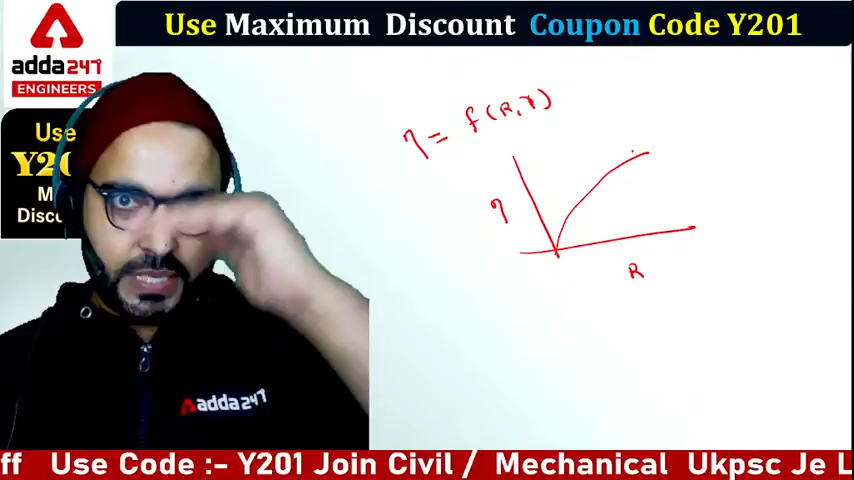 Use Maximum Discount Coupon Code Y201
adda247
ENGINEERS
Use
Y20
M
Disco
η = f(R, γ)
η
R
adda247
ff Use Code :- Y201 Join Civil / Mechanical Ukpsc Je L